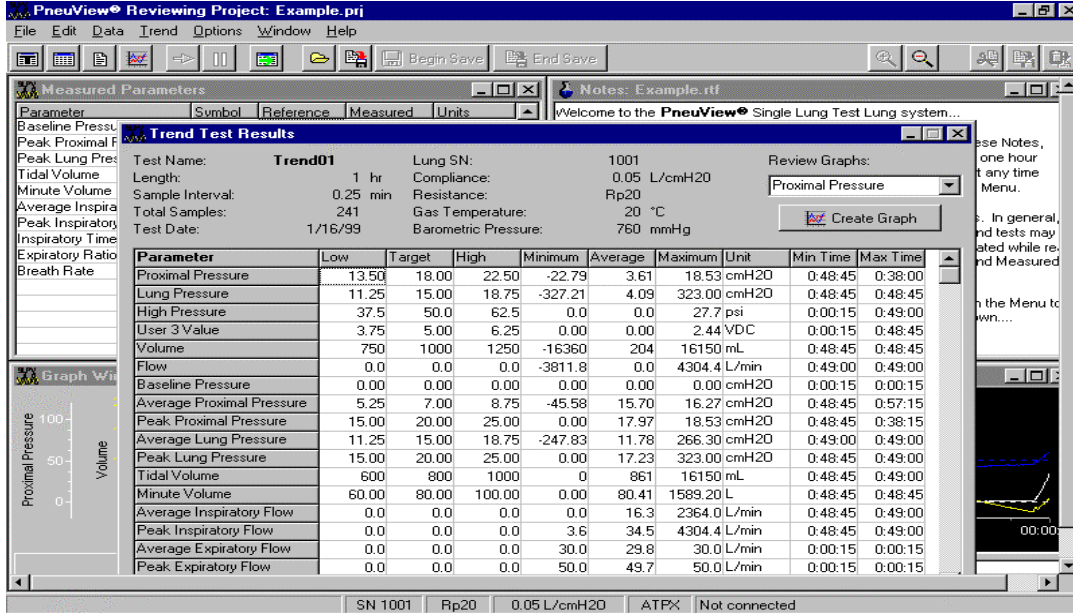 PneuView® Reviewing Project: Example.prj
File Edit Data Trend Options Window Help
Begin Save End Save
Measured Parameters
Parameter Symbol Reference Measured Units
Baseline Pressu
Peak Proximal P
Peak Lung Pres
Tidal Volume
Minute Volume
Average Inspira
Peak Inspiratory
Inspiratory Time
Expiratory Ratio
Breath Rate
Notes: Example.rtf
Welcome to the PneuView® Single Lung Test Lung system...
ese Notes,
one hour
t any time
Menu.
s. In general,
nd tests may
ated while re
nd Measured
n the Menu to
own....
Trend Test Results
Test Name: Trend01 Lung SN: 1001 Review Graphs:
Length: 1 hr Compliance: 0.05 L/cmH2O Proximal Pressure
Sample Interval: 0.25 min Resistance: Rp20
Total Samples: 241 Gas Temperature: 20 °C Create Graph
Test Date: 1/16/99 Barometric Pressure: 760 mmHg
Parameter Low Target High Minimum Average Maximum Unit Min Time Max Time
Proximal Pressure 13.50 18.00 22.50 -22.79 3.61 18.53 cmH2O 0:48:45 0:38:00
Lung Pressure 11.25 15.00 18.75 -327.21 4.09 323.00 cmH2O 0:48:45 0:48:45
High Pressure 37.5 50.0 62.5 0.0 0.0 27.7 psi 0:00:15 0:49:00
User 3 Value 3.75 5.00 6.25 0.00 0.00 2.44 VDC 0:00:15 0:48:45
Volume 750 1000 1250 -16360 204 16150 mL 0:48:45 0:48:45
Flow 0.0 0.0 0.0 -3811.8 0.0 4304.4 L/min 0:49:00 0:49:00
Baseline Pressure 0.00 0.00 0.00 0.00 0.00 0.00 cmH2O 0:00:15 0:00:15
Average Proximal Pressure 5.25 7.00 8.75 -45.58 15.70 16.27 cmH2O 0:48:45 0:57:15
Peak Proximal Pressure 15.00 20.00 25.00 0.00 17.97 18.53 cmH2O 0:48:45 0:38:15
Average Lung Pressure 11.25 15.00 18.75 -247.83 11.78 266.30 cmH2O 0:49:00 0:49:00
Peak Lung Pressure 15.00 20.00 25.00 0.00 17.23 323.00 cmH2O 0:48:45 0:49:00
Tidal Volume 600 800 1000 0 861 16150 mL 0:48:45 0:49:00
Minute Volume 60.00 80.00 100.00 0.00 80.41 1589.20 L 0:48:45 0:48:45
Average Inspiratory Flow 0.0 0.0 0.0 0.0 16.3 2364.0 L/min 0:48:45 0:49:00
Peak Inspiratory Flow 0.0 0.0 0.0 3.6 34.5 4304.4 L/min 0:48:45 0:49:00
Average Expiratory Flow 0.0 0.0 0.0 30.0 29.8 30.0 L/min 0:00:15 0:00:15
Peak Expiratory Flow 0.0 0.0 0.0 50.0 49.7 50.0 L/min 0:00:15 0:00:15
Graph Wi
Proximal Pressure
100
50
0
Volume
00:00:
SN 1001 Rp20 0.05 L/cmH2O ATPX Not connected